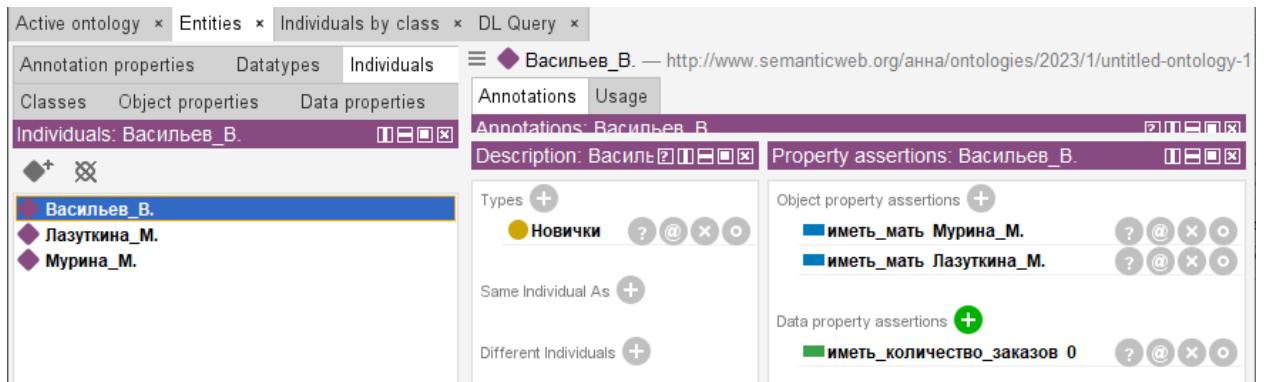 Active ontology × Entities × Individuals by class × DL Query ×
Annotation properties Datatypes Individuals
Classes Object properties Data properties
Individuals: Васильев_В.
Васильев_В.
Лазуткина_М.
Мурина_М.
Васильев_В. — http://www.semanticweb.org/анна/ontologies/2023/1/untitled-ontology-1
Annotations Usage
Annotations: Васильев_В.
Description: Василь
Types
Новички
Same Individual As
Different Individuals
Property assertions: Васильев_В.
Object property assertions
иметь_мать Мурина_М.
иметь_мать Лазуткина_М.
Data property assertions
иметь_количество_заказов 0